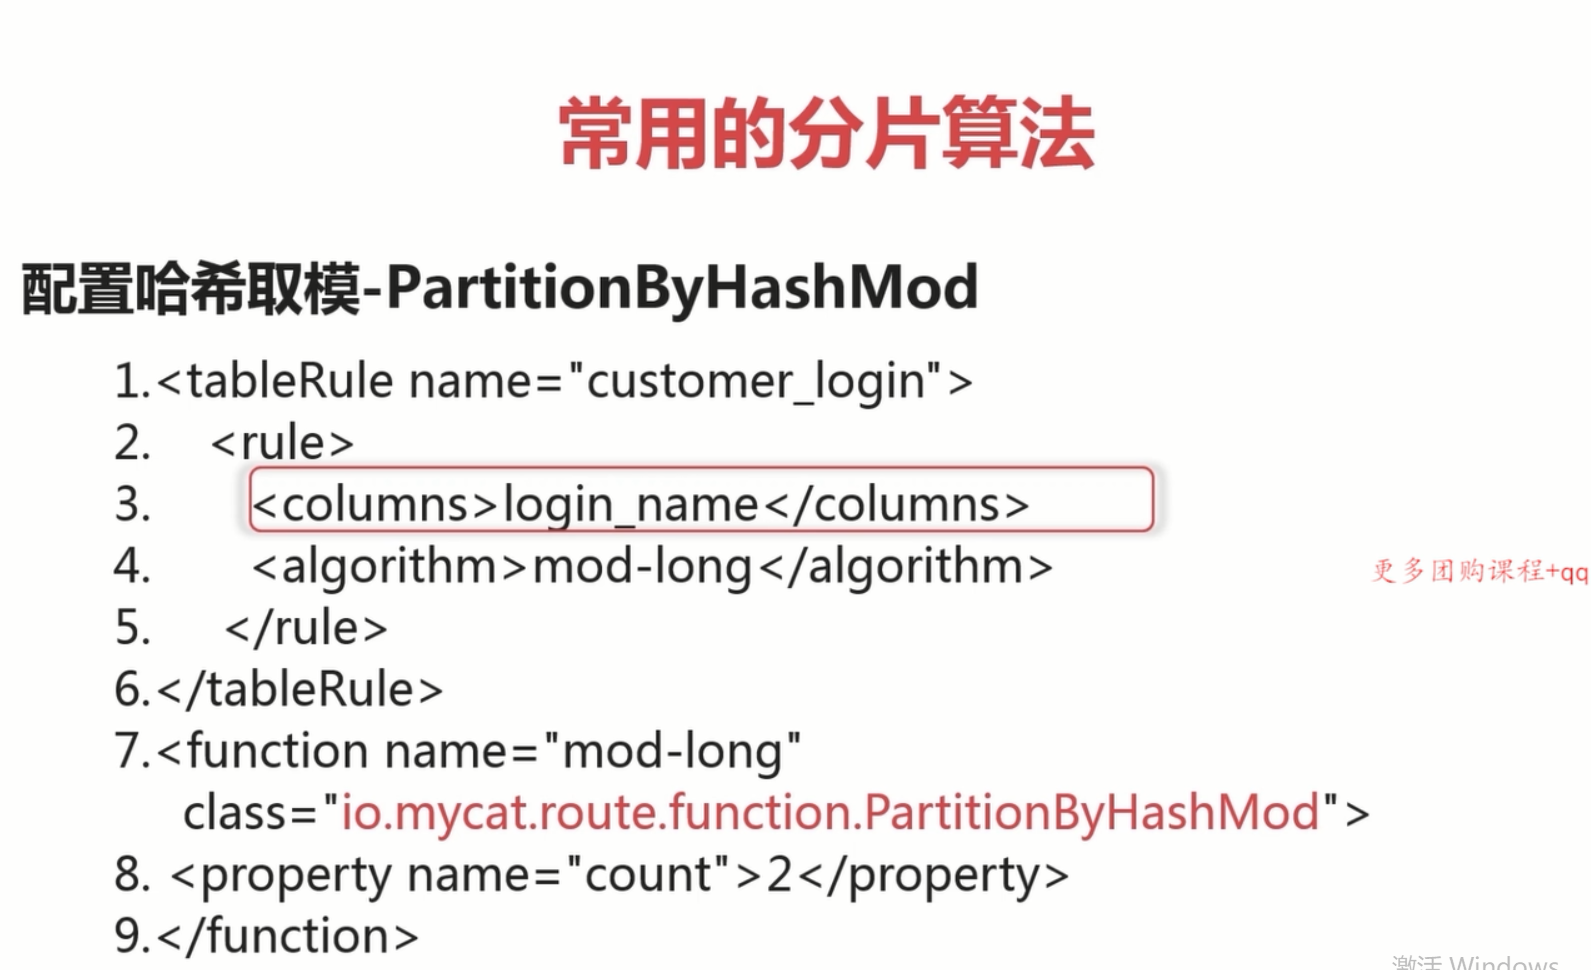 常用的分片算法
配置哈希取模-PartitionByHashMod
1.<tableRule name="customer_login">
2. <rule>
3. <columns>login_name</columns>
4. <algorithm>mod-long</algorithm>
更多团购课程+qq
5. </rule>
6.</tableRule>
7.<function name="mod-long"
class="io.mycat.route.function.PartitionByHashMod">
8. <property name="count">2</property>
9.</function>
激活 Windows